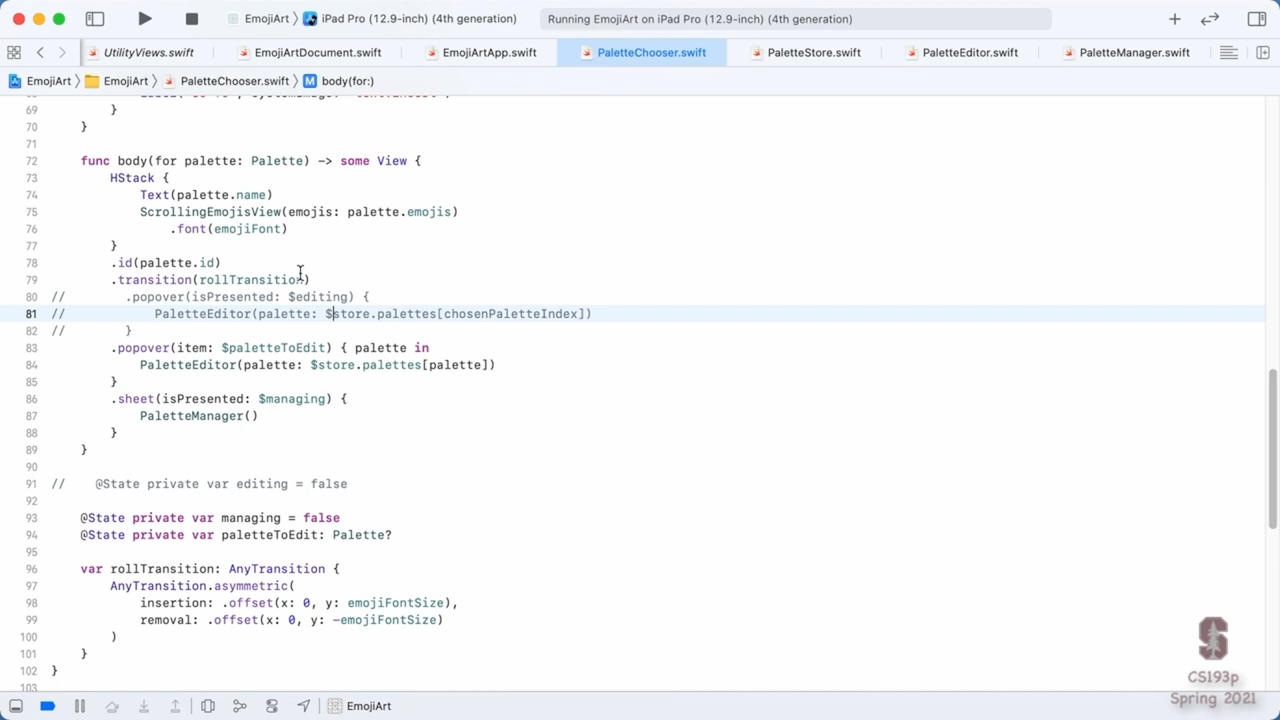 EmojiArt 〉 iPad Pro (12.9-inch) (4th generation)
Running EmojiArt on iPad Pro (12.9-inch) (4th generation)
UtilityViews.swift
EmojiArtDocument.swift
EmojiArtApp.swift
PaletteChooser.swift
PaletteStore.swift
PaletteEditor.swift
PaletteManager.swift
EmojiArt 〉 EmojiArt 〉 PaletteChooser.swift 〉 M body(for:)
69 }
70 }
71
72 func body(for palette: Palette) -> some View {
73 HStack {
74 Text(palette.name)
75 ScrollingEmojisView(emojis: palette.emojis)
76 .font(emojiFont)
77 }
78 .id(palette.id)
79 .transition(rollTransition)
80 // .popover(isPresented: $editing) {
81 // PaletteEditor(palette: $store.palettes[chosenPaletteIndex])
82 // }
83 .popover(item: $paletteToEdit) { palette in
84 PaletteEditor(palette: $store.palettes[palette])
85 }
86 .sheet(isPresented: $managing) {
87 PaletteManager()
88 }
89 }
90
91 // @State private var editing = false
92
93 @State private var managing = false
94 @State private var paletteToEdit: Palette?
95
96 var rollTransition: AnyTransition {
97 AnyTransition.asymmetric(
98 insertion: .offset(x: 0, y: emojiFontSize),
99 removal: .offset(x: 0, y: -emojiFontSize)
100 )
101 }
102 }
103
CS193p
Spring 2021
EmojiArt